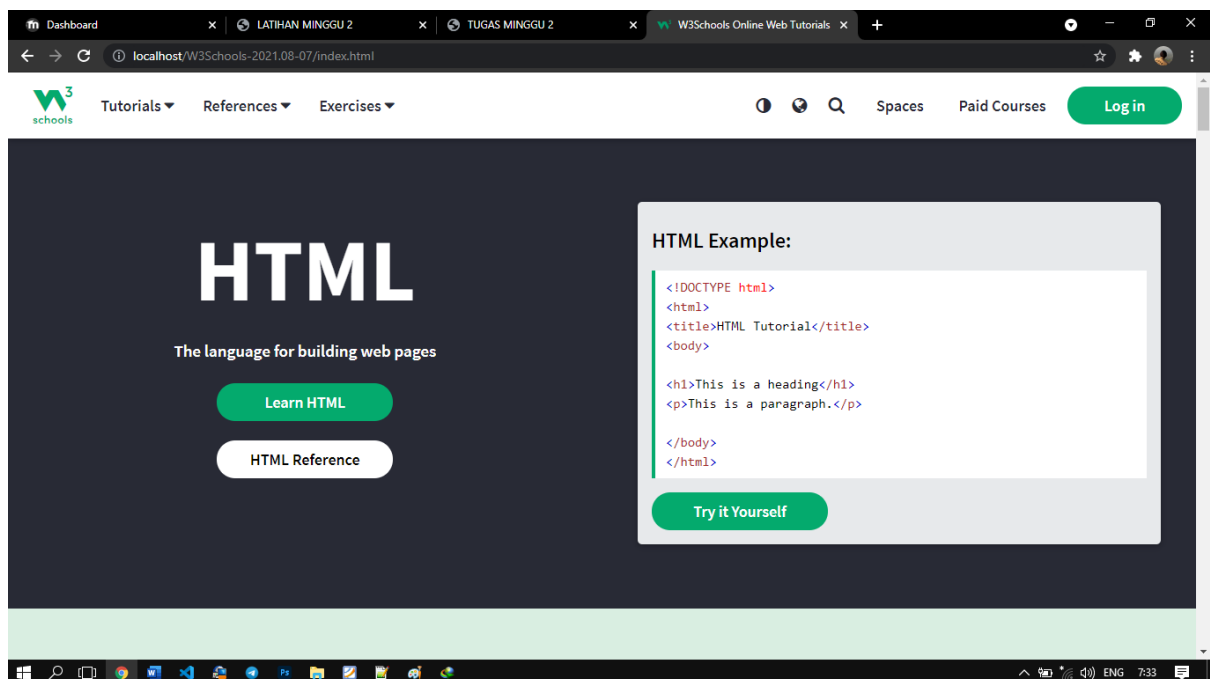 Dashboard
LATIHAN MINGGU 2
TUGAS MINGGU 2
W3Schools Online Web Tutorials
localhost/W3Schools-2021.08-07/index.html
3
schools
Tutorials
References
Exercises
Spaces
Paid Courses
Log in
HTML
The language for building web pages
Learn HTML
HTML Reference
HTML Example:
<!DOCTYPE html>
<html>
<title>HTML Tutorial</title>
<body>
<h1>This is a heading</h1>
<p>This is a paragraph.</p>
</body>
</html>
Try it Yourself
ENG
7:33